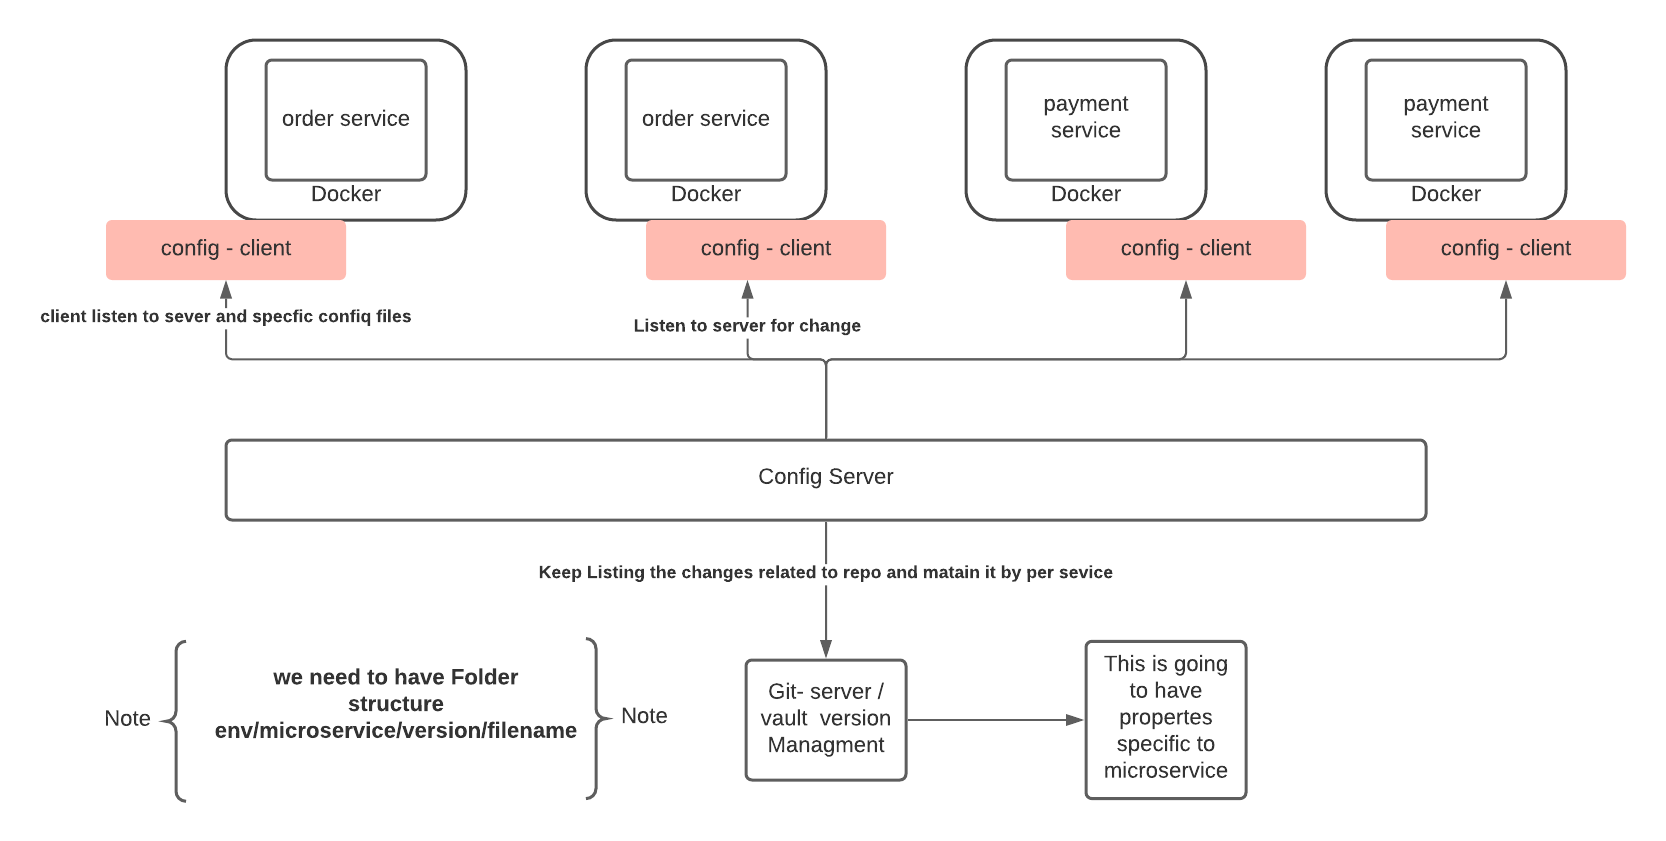 order service
Docker
config - client
order service
Docker
config - client
payment
service
Docker
config - client
payment
service
Docker
config - client
client listen to sever and specfic confiq files
Listen to server for change
Config Server
Keep Listing the changes related to repo and matain it by per sevice
Note
we need to have Folder
structure
env/microservice/version/filename
Note
Git- server /
vault version
Managment
This is going
to have
propertes
specific to
microservice